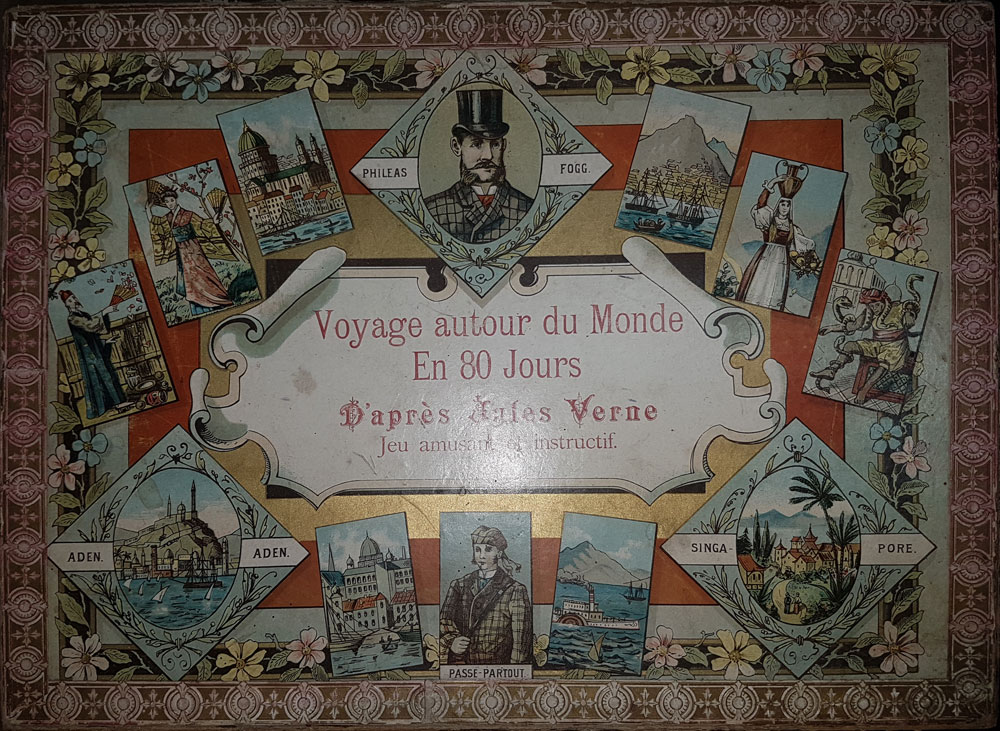 PHILEAS FOGG.
Voyage autour du Monde
En 80 Jours
D'après Jules Verne
Jeu amusant et instructif.
ADEN. ADEN.
SINGA- PORE.
PASSE-PARTOUT